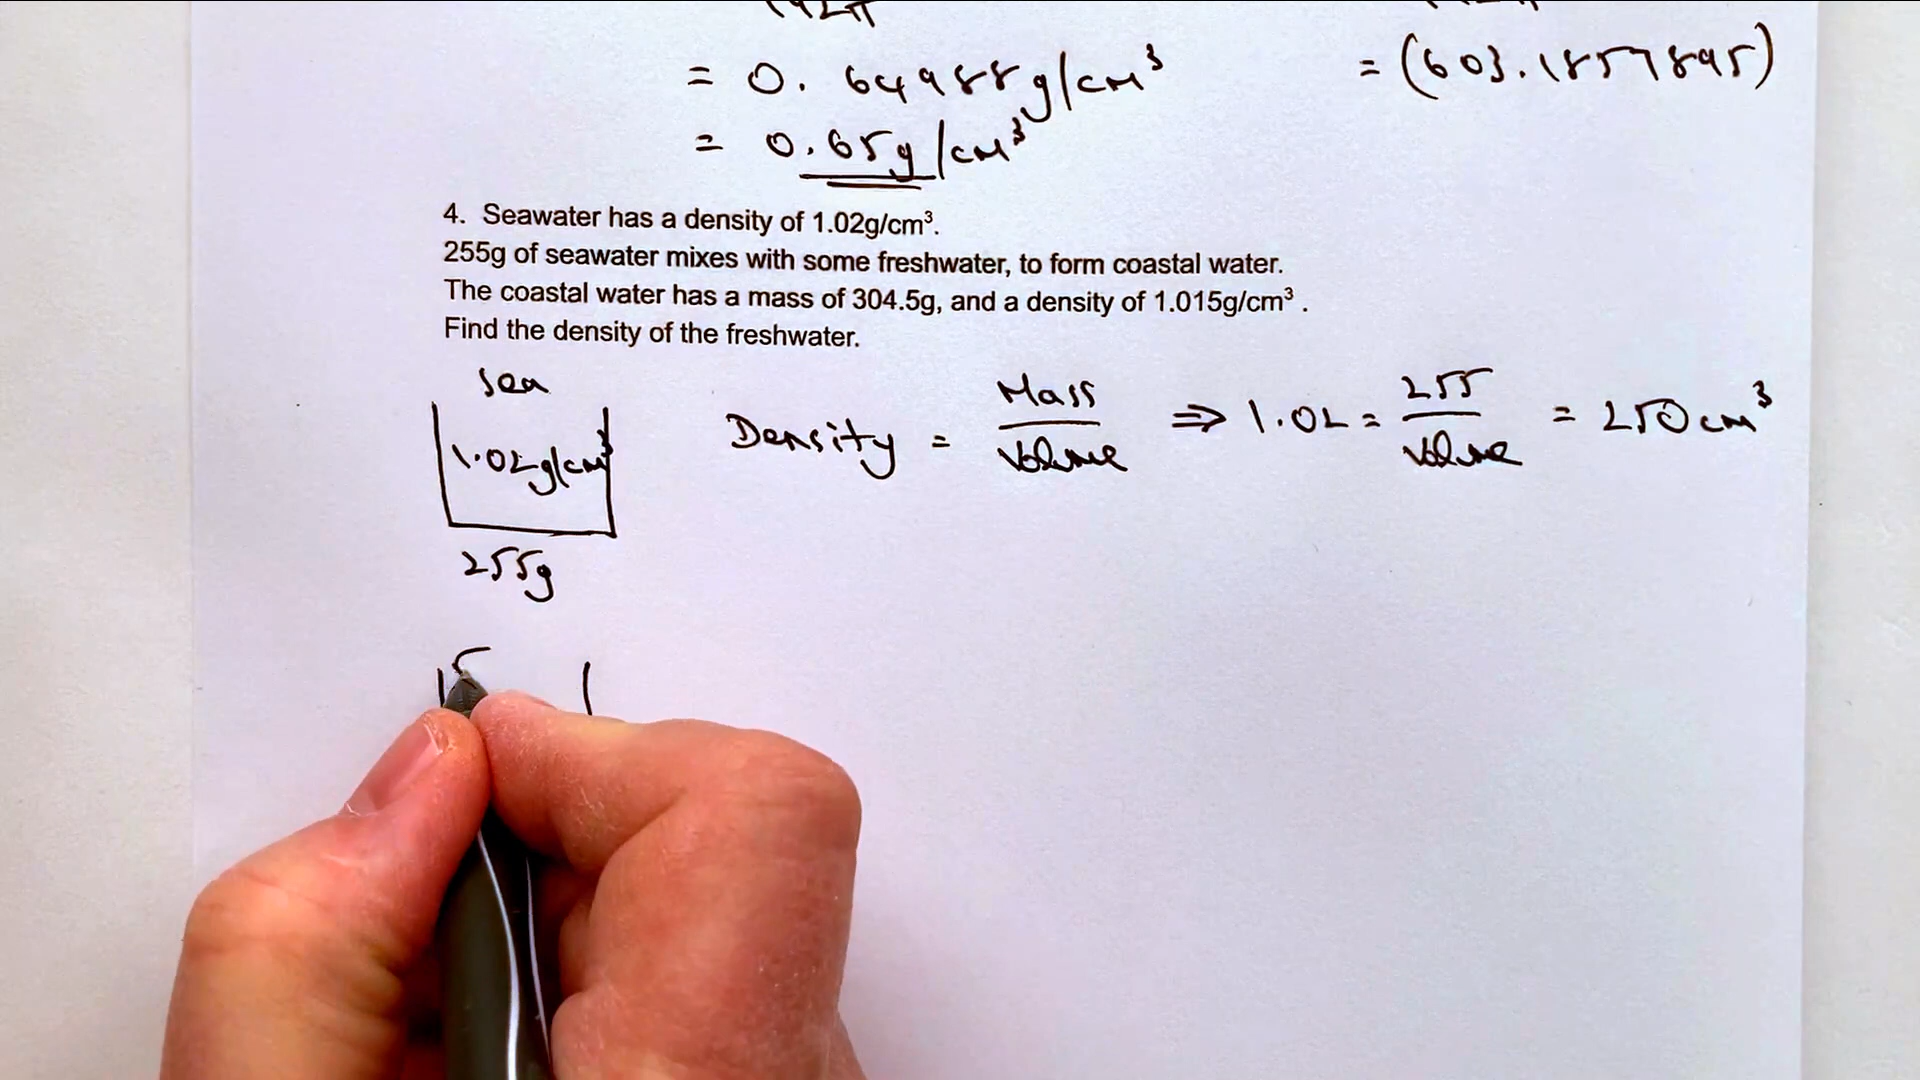 = 0.64988g/cm³
= (603.1857895)
= 0.65g/cm³
4. Seawater has a density of 1.02g/cm³.
255g of seawater mixes with some freshwater, to form coastal water.
The coastal water has a mass of 304.5g, and a density of 1.015g/cm³ .
Find the density of the freshwater.
Sea
1.02g/cm³
255g
Density = Mass / Volume ⇒ 1.02 = 255 / Volume = 250cm³